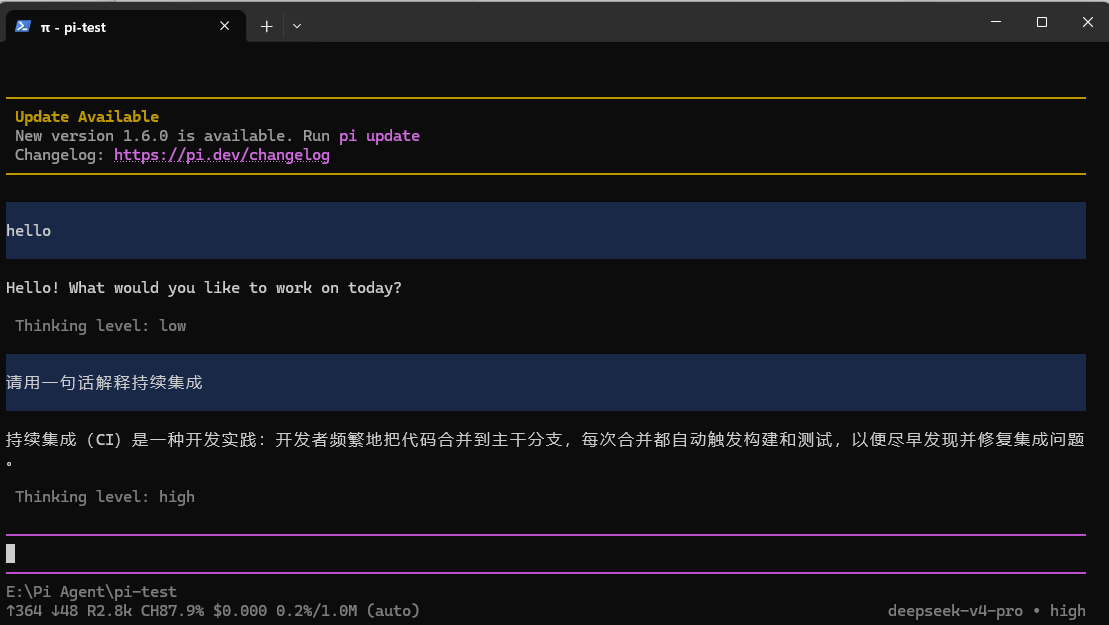 π - pi-test
Update Available
New version 1.6.0 is available. Run pi update
Changelog: https://pi.dev/changelog
hello
Hello! What would you like to work on today?
Thinking level: low
请用一句话解释持续集成
持续集成（CI）是一种开发实践：开发者频繁地把代码合并到主干分支，每次合并都自动触发构建和测试，以便尽早发现并修复集成问题
。
Thinking level: high
E:\Pi Agent\pi-test
↑364 ↓48 R2.8k CH87.9% $0.000 0.2%/1.0M (auto) deepseek-v4-pro • high